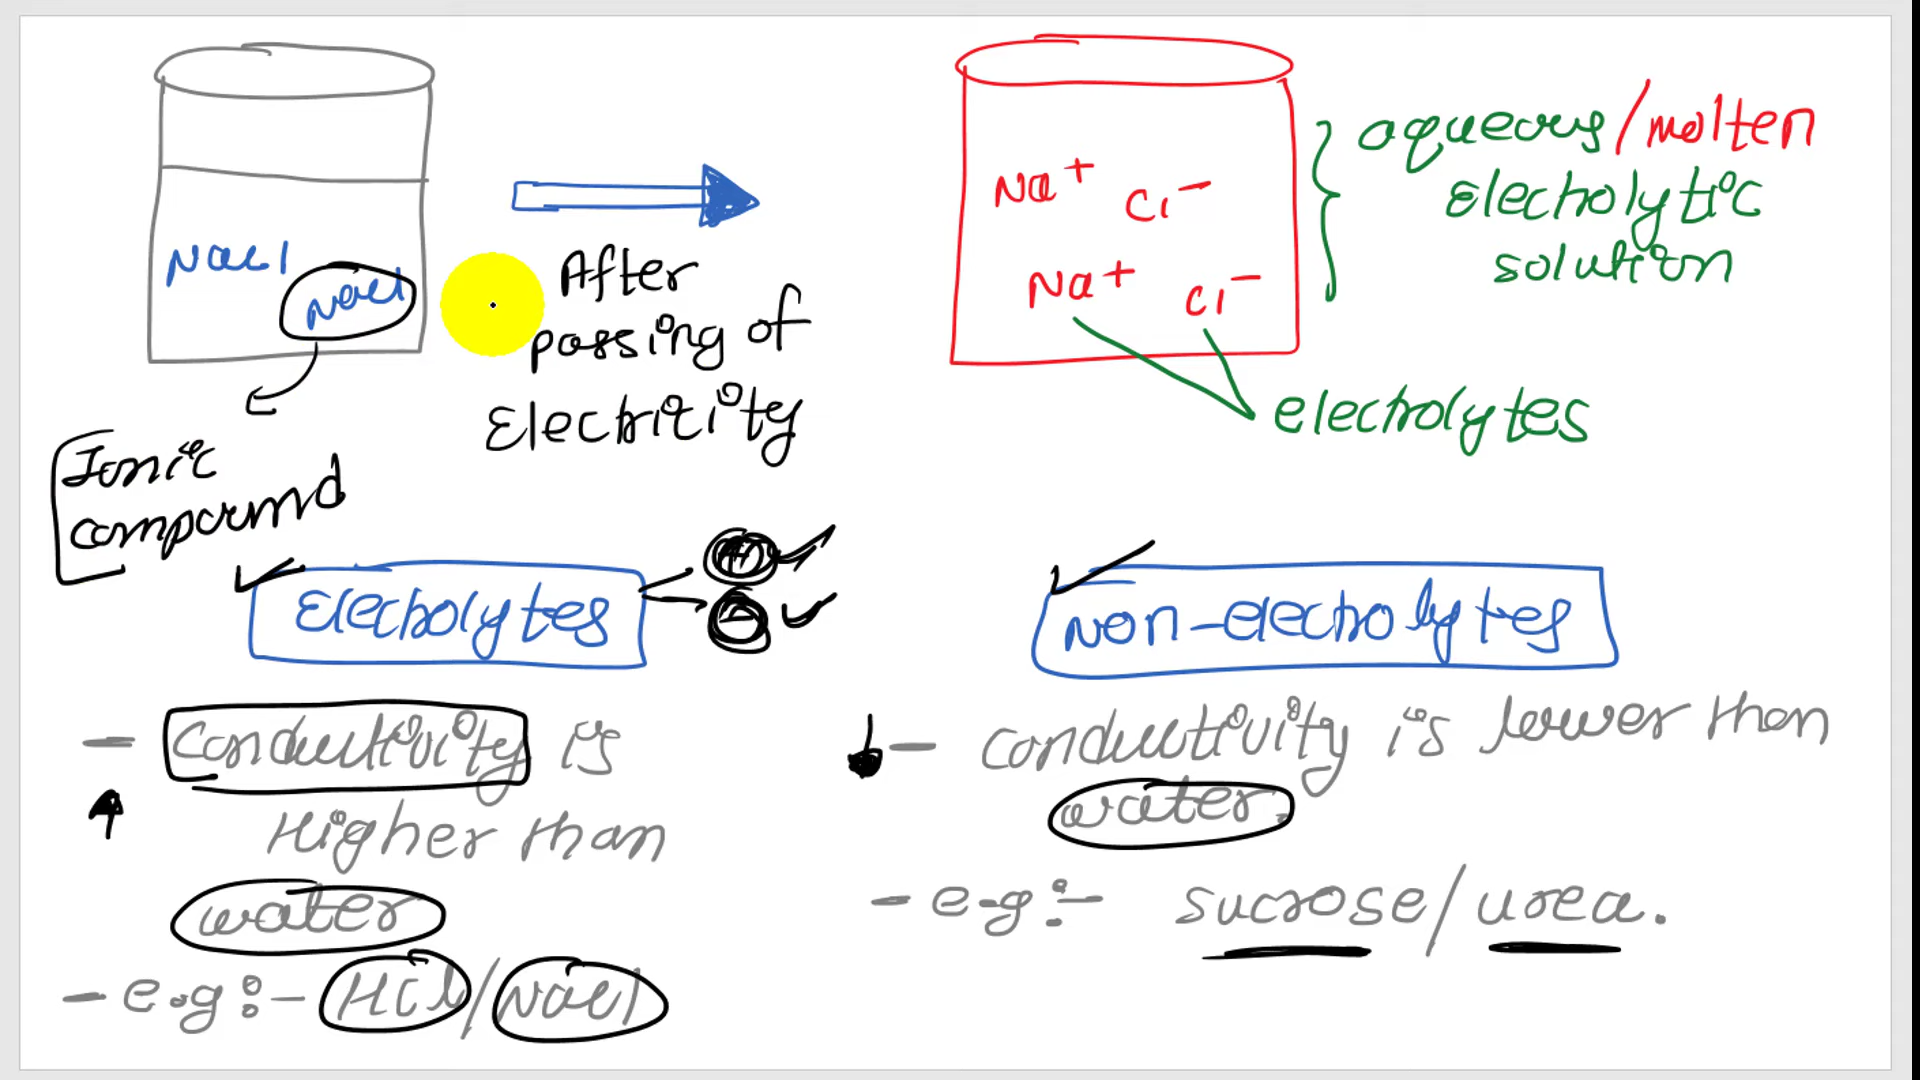 NaCl
NaCl
Ionic
compound
After
passing of
Electricity
Na+ Cl−
Na+ Cl−
aqueous/molten
Electrolytic
solution
electrolytes
Electrolytes
+
−
- Conductivity is
Higher than
water
- e.g:- HCl/NaCl
Non-electrolytes
- conductivity is lower than
water.
- e.g:- sucrose/urea.